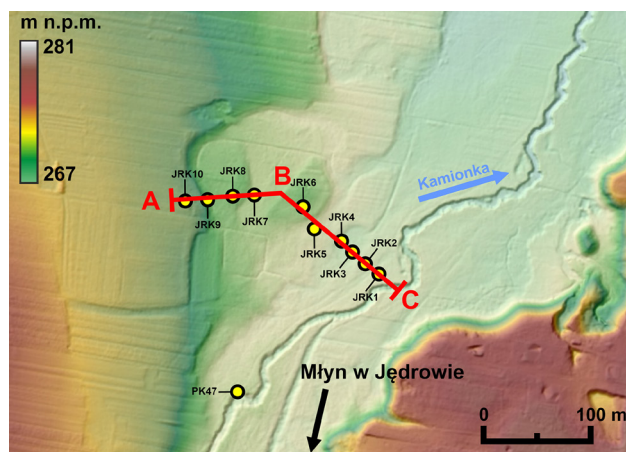 m n.p.m.
281
267
Kamionka
JRK10
JRK8
B
JRK6
A
JRK9
JRK7
JRK4
JRK2
JRK5
JRK3
JRK1
C
Młyn w Jędrowie
PK47
0
100 m